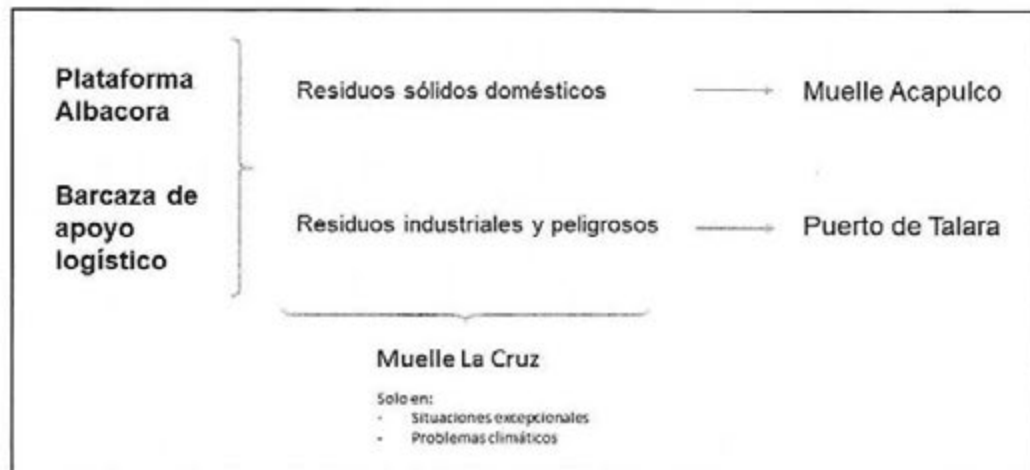 Plataforma
Albacora
Residuos sólidos domésticos
Muelle Acapulco
Barcaza de
apoyo
logístico
Residuos industriales y peligrosos
Puerto de Talara
Muelle La Cruz
Solo en:
- Situaciones excepcionales
- Problemas climáticos